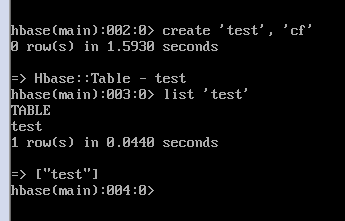 hbase(main):002:0> create 'test', 'cf'
0 row(s) in 1.5930 seconds
=> Hbase::Table - test
hbase(main):003:0> list 'test'
TABLE
test
1 row(s) in 0.0440 seconds
=> ["test"]
hbase(main):004:0>